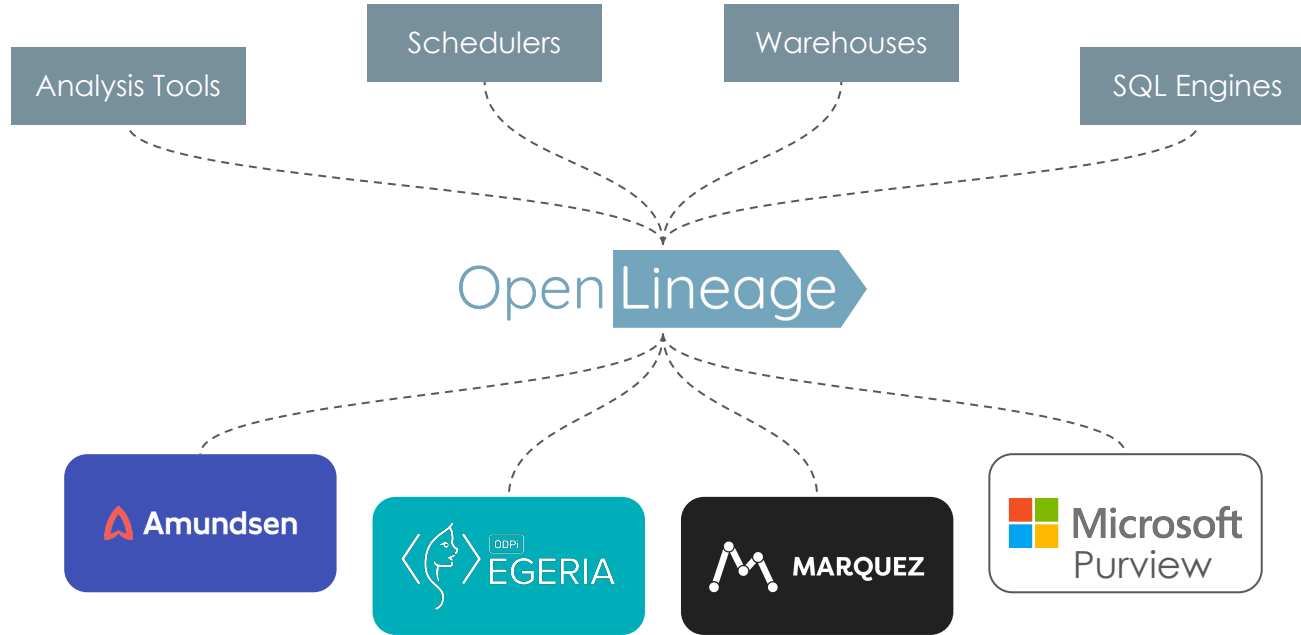 Analysis Tools
Schedulers
Warehouses
SQL Engines
Open Lineage
Amundsen
ODPi
EGERIA
MARQUEZ
Microsoft
Purview